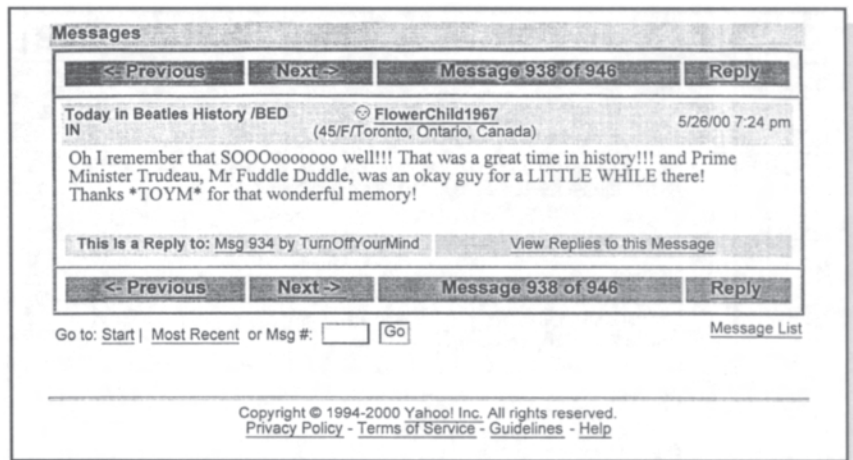 Messages
<- Previous Next -> Message 938 of 946 Reply
Today in Beatles History /BED IN FlowerChild1967 (45/F/Toronto, Ontario, Canada) 5/26/00 7:24 pm
Oh I remember that SOOOooooooo well!!! That was a great time in history!!! and Prime
Minister Trudeau, Mr Fuddle Duddle, was an okay guy for a LITTLE WHILE there!
Thanks *TOYM* for that wonderful memory!
This is a Reply to: Msg 934 by TurnOffYourMind View Replies to this Message
<- Previous Next -> Message 938 of 946 Reply
Go to: Start | Most Recent or Msg #: Go Message List
Copyright © 1994-2000 Yahoo! Inc. All rights reserved.
Privacy Policy - Terms of Service - Guidelines - Help